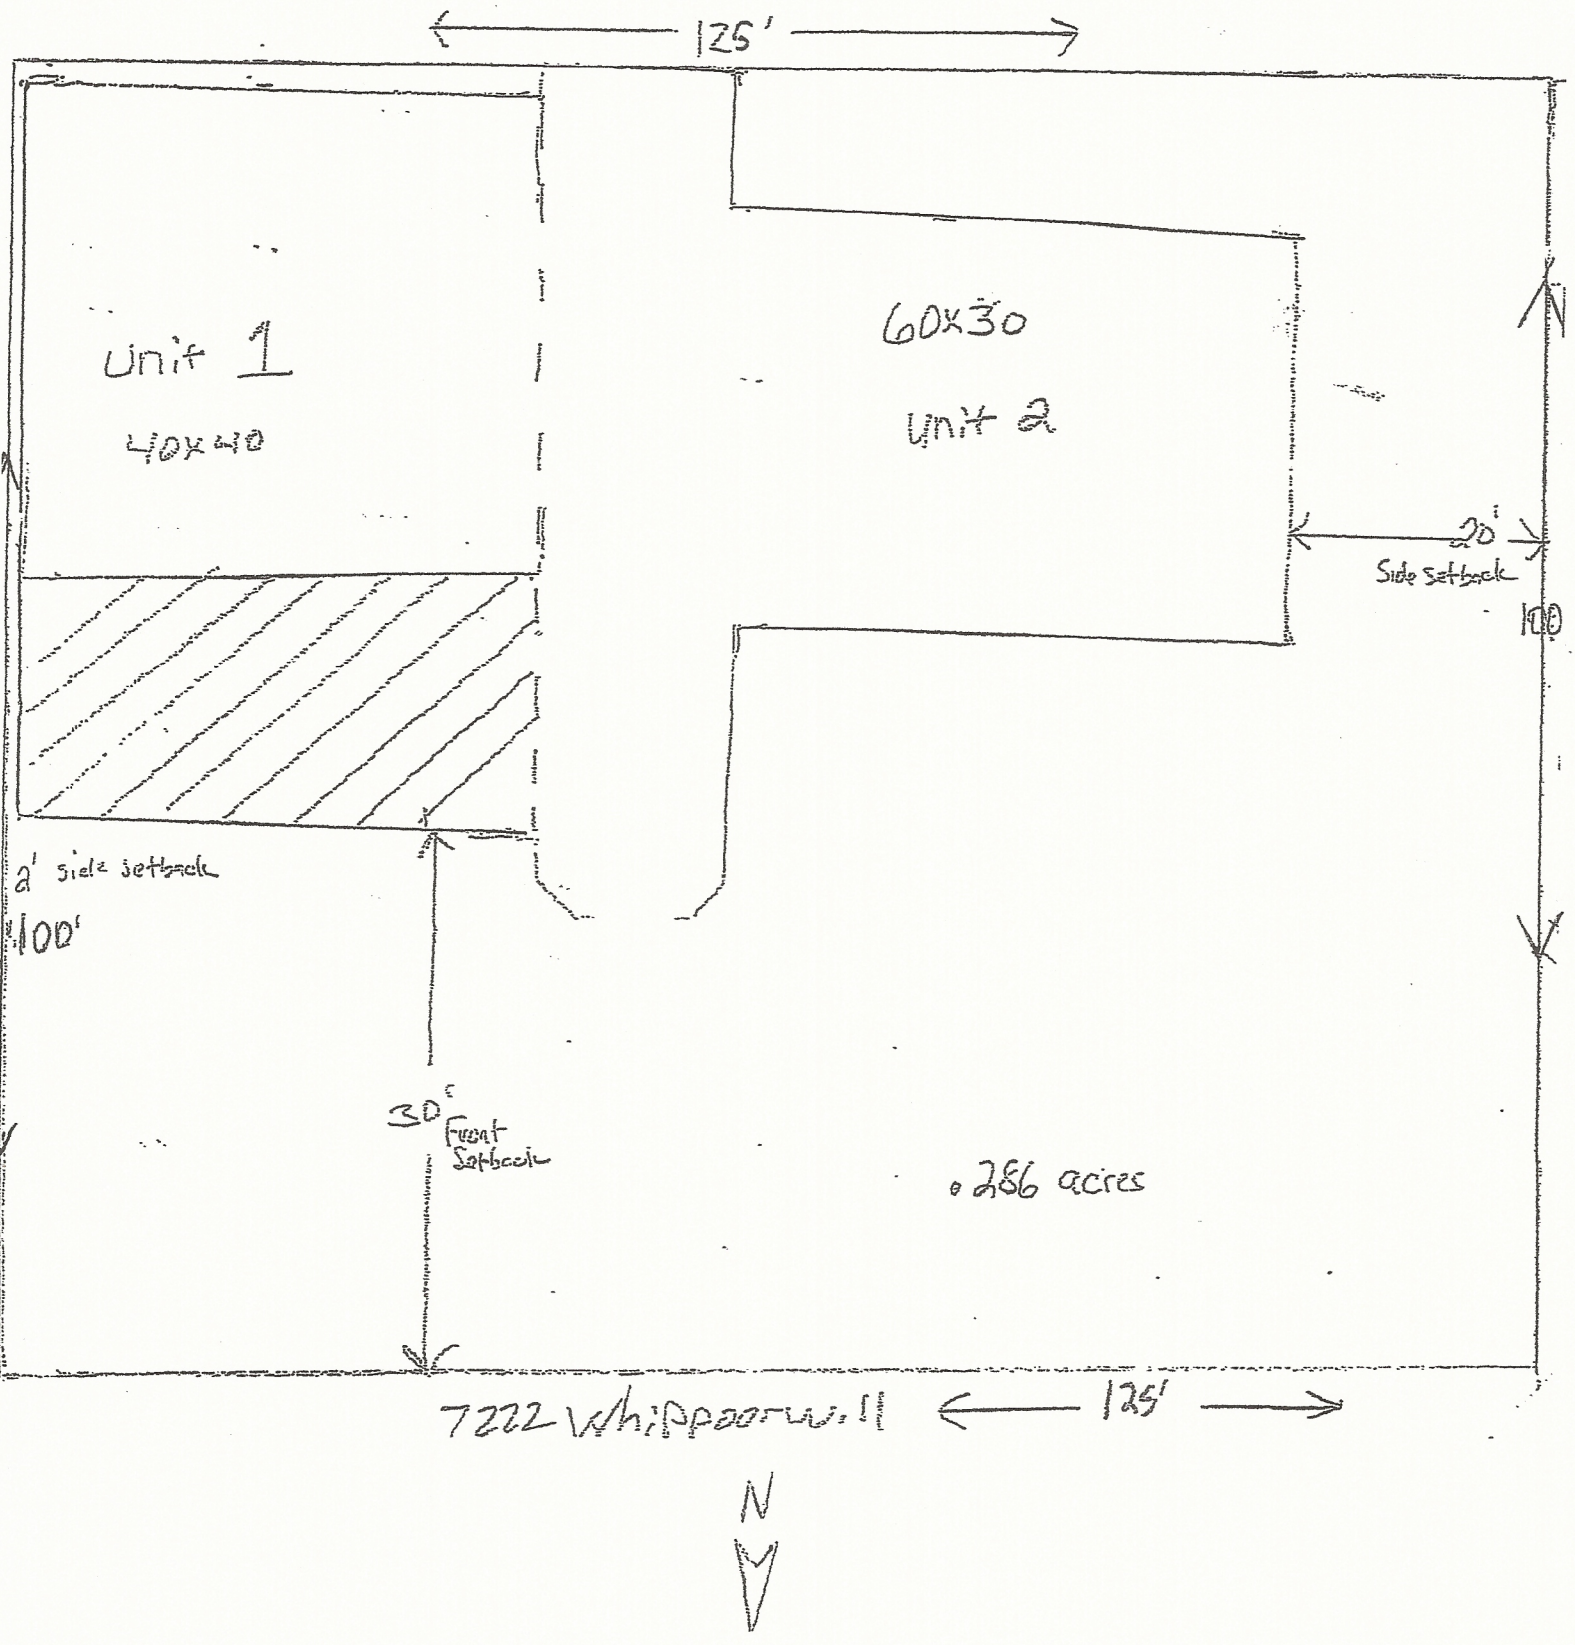 125'
Unit 1
40x40
60x30
unit 2
20'
Side setback
100
2' side setback
100'
30'
Front
Setback
.286 acres
7222 Whippoorwill
125'
N